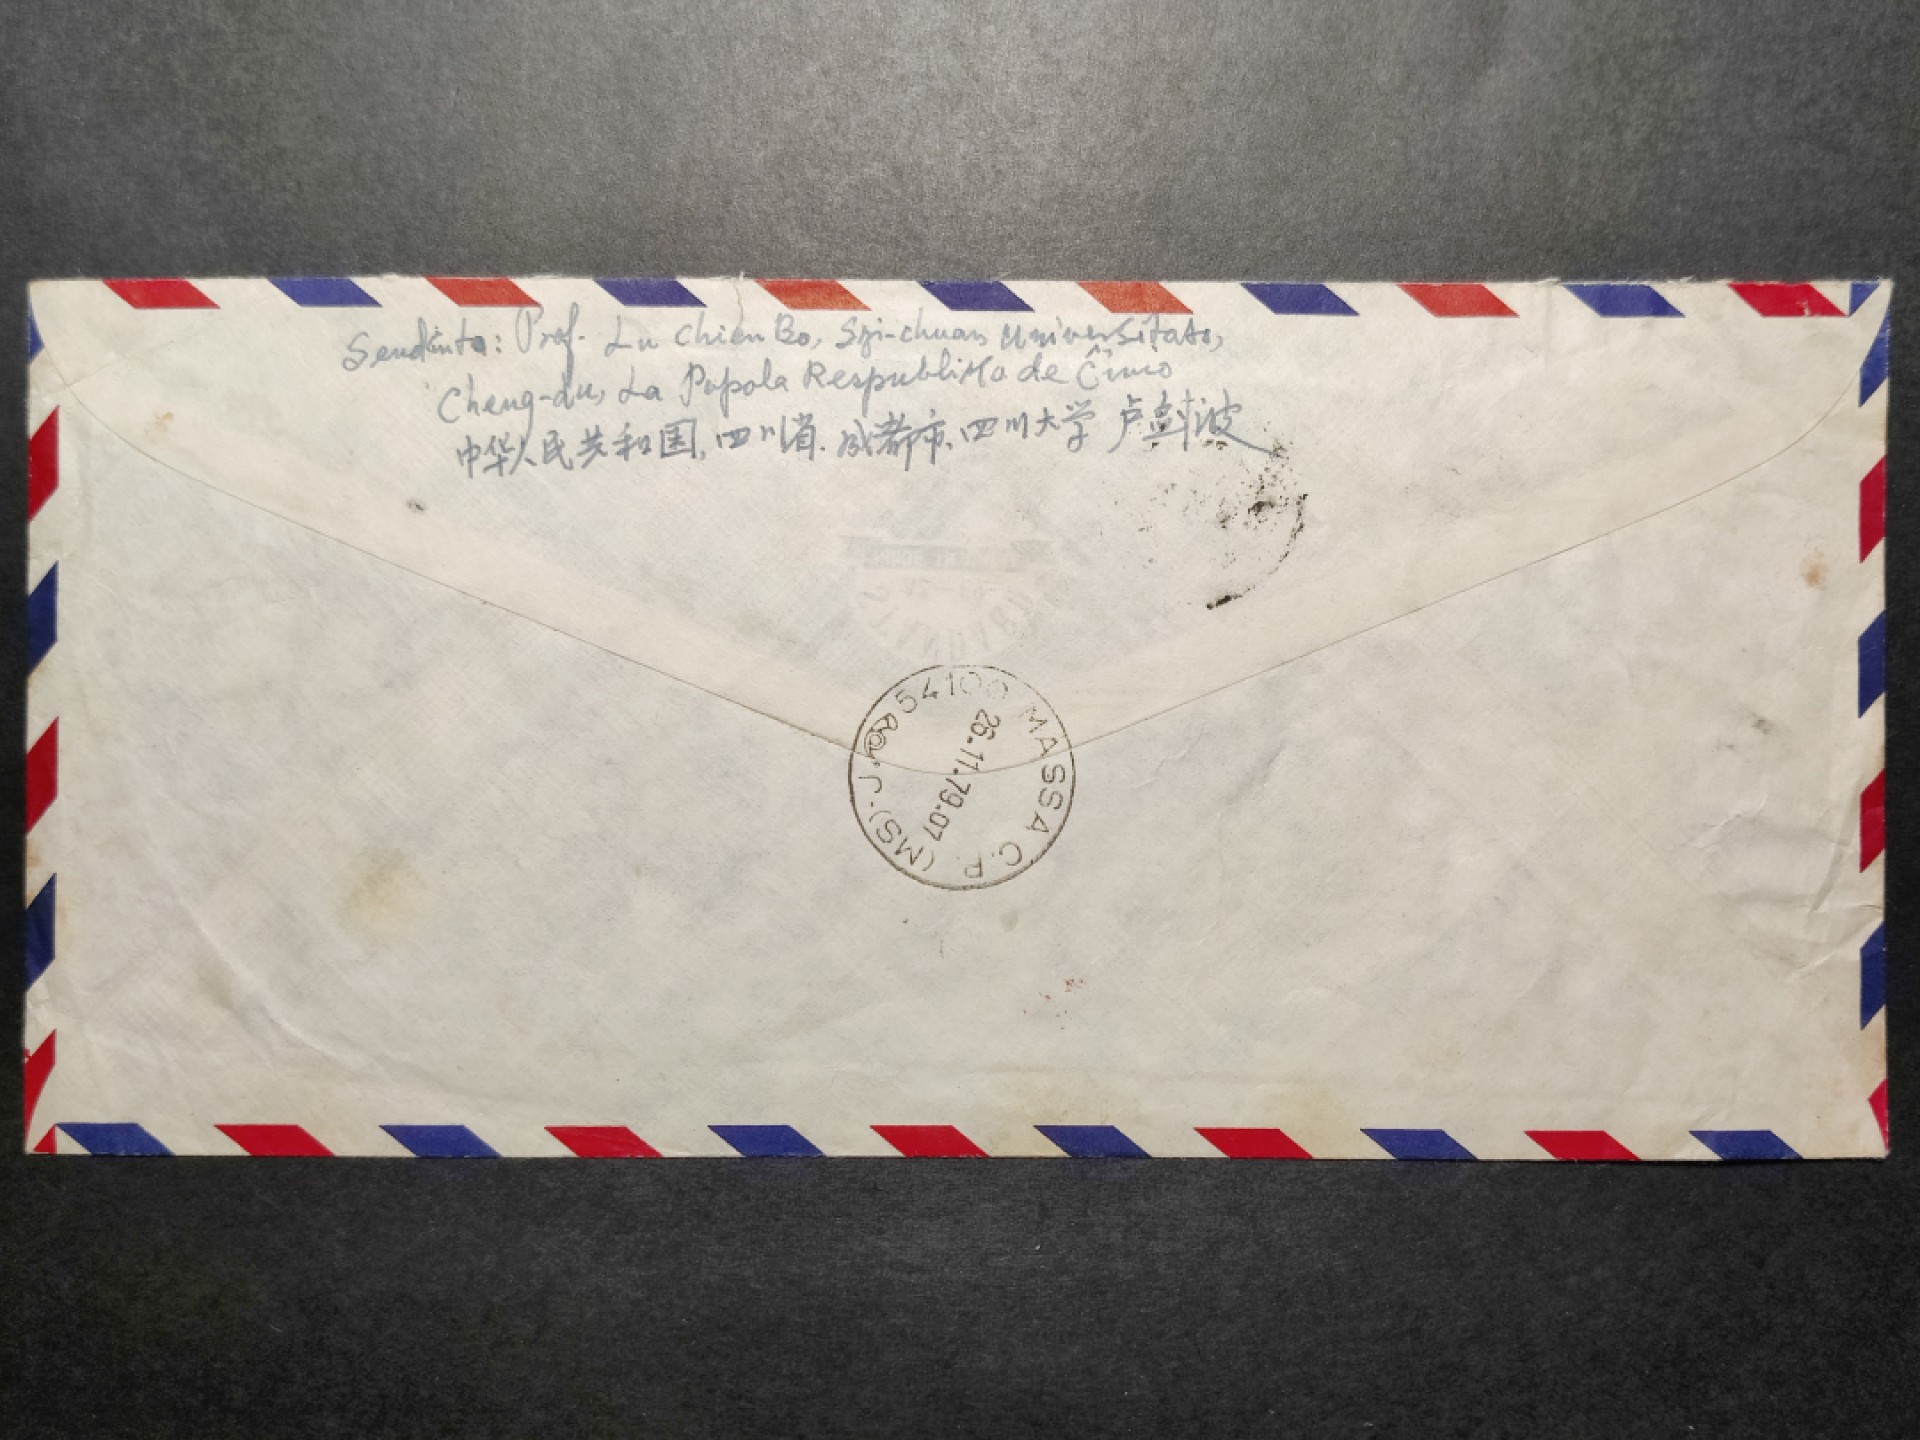 Sendinto: Prof. Lu Chien Bo, Szi-chuan Universitato,
Cheng-du, La Popola Respubliko de Ĉinio
中华人民共和国,四川省.成都市.四川大学 卢剑波
54100 MASSA C.P. (MS)
26.11.79.07